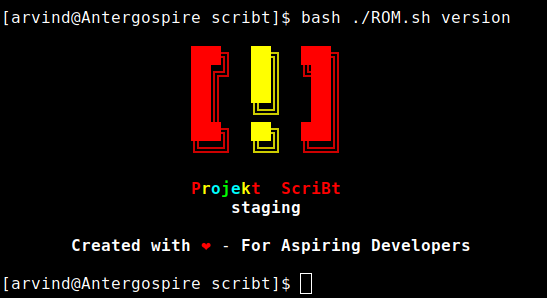 [arvind@Antergospire scribt]$ bash ./ROM.sh version
[!]
Projekt ScriBt
staging
Created with ❤ - For Aspiring Developers
[arvind@Antergospire scribt]$